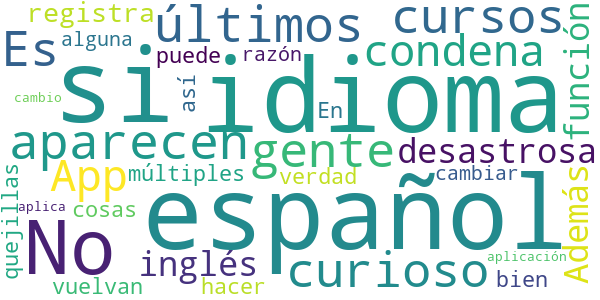 registra
últimos
cursos
Es
alguna
puede
razón
si
idioma
condena
función
así
En
cambio
aparecen
gente
desastrosa
App
múltiples
verdad
cambiar
Además
quejillas
cosas
aplica
No
español
inglés
curioso
aplicación
bien
vuelvan
hacer